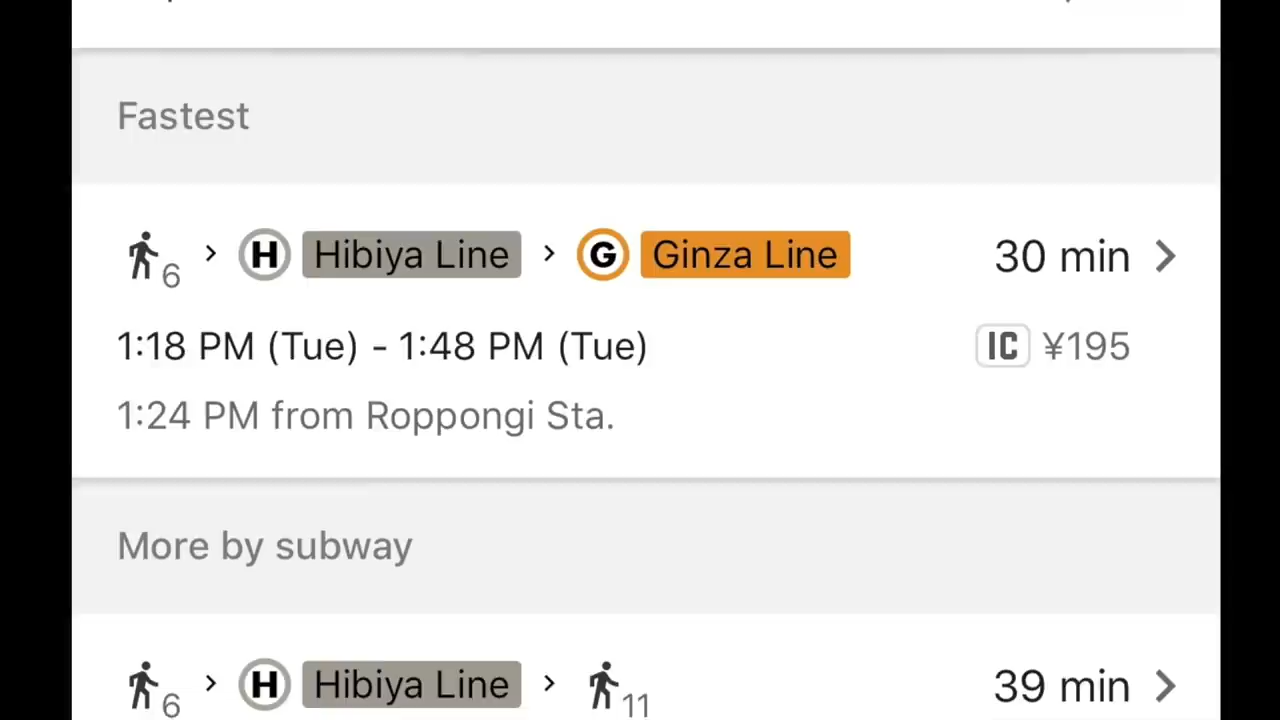 Fastest
6 > H Hibiya Line > G Ginza Line 30 min >
1:18 PM (Tue) - 1:48 PM (Tue) IC ¥195
1:24 PM from Roppongi Sta.
More by subway
6 > H Hibiya Line > 11 39 min >